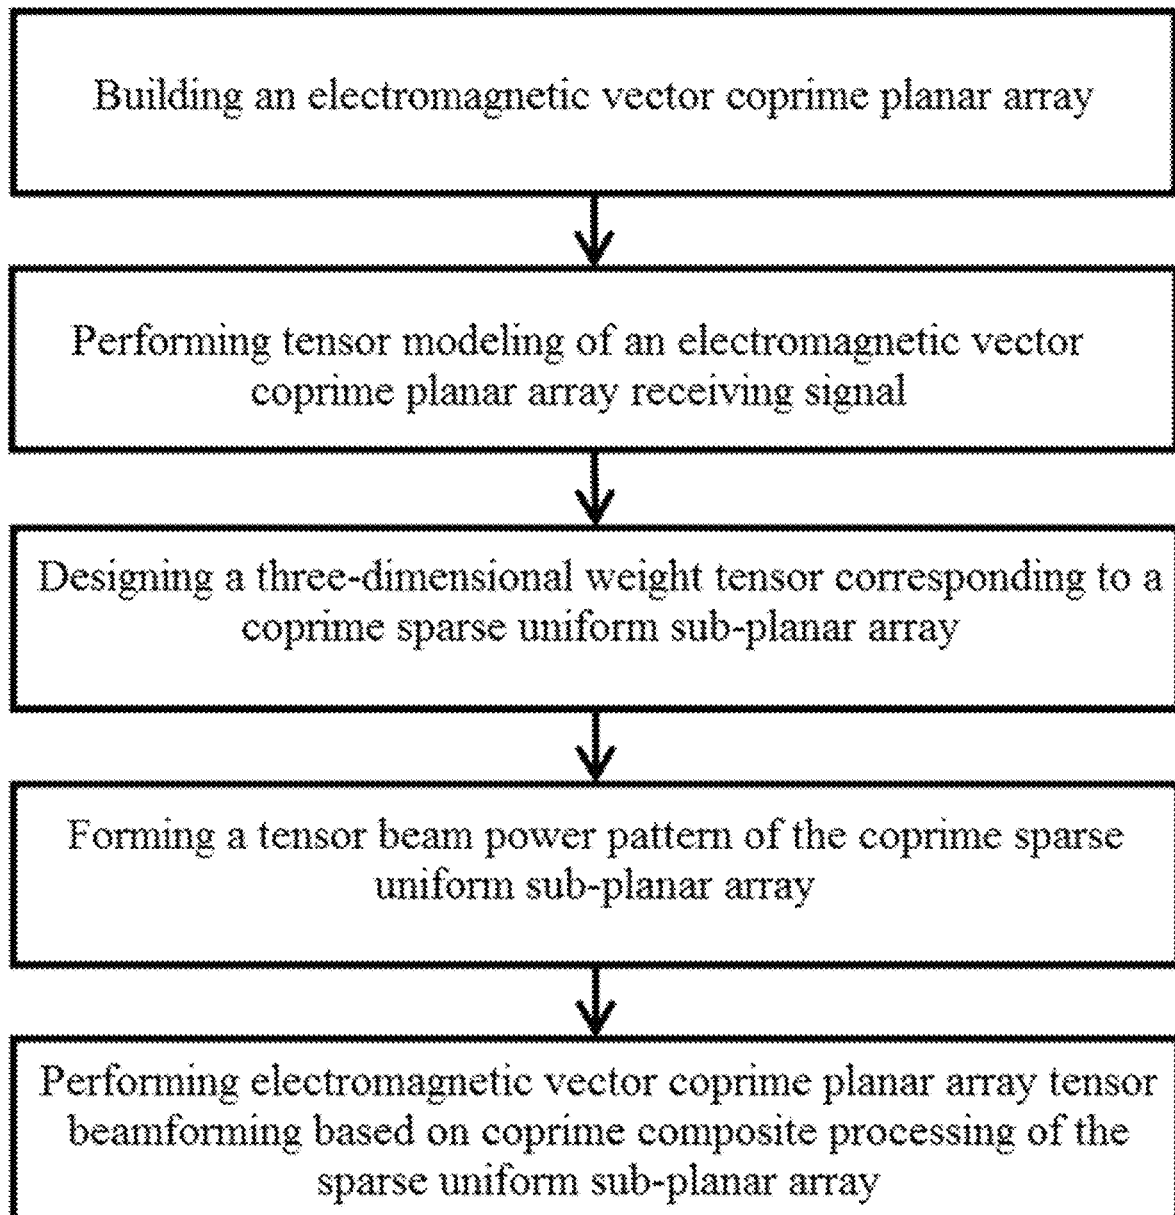 Building an electromagnetic vector coprime planar array
Performing tensor modeling of an electromagnetic vector
coprime planar array receiving signal
Designing a three-dimensional weight tensor corresponding to a
coprime sparse uniform sub-planar array
Forming a tensor beam power pattern of the coprime sparse
uniform sub-planar array
Performing electromagnetic vector coprime planar array tensor
beamforming based on coprime composite processing of the
sparse uniform sub-planar array